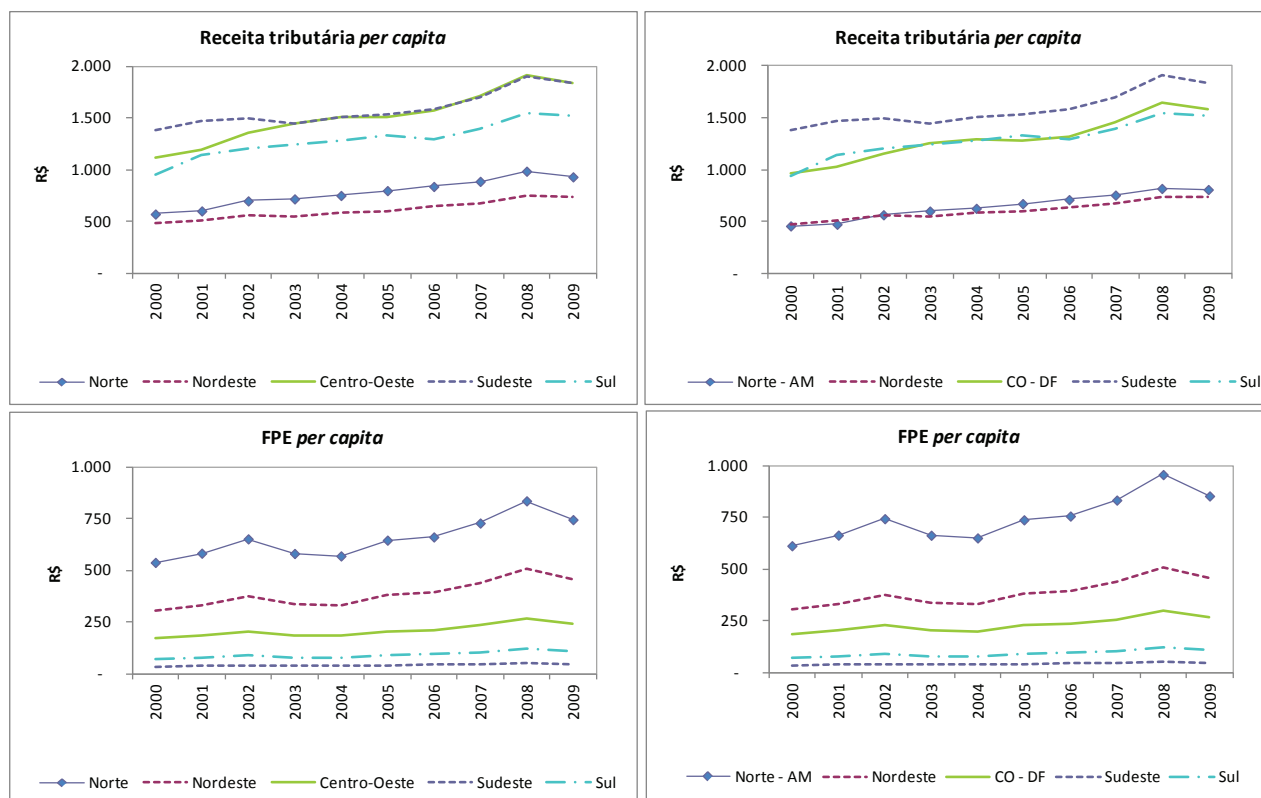 Receita tributária per capita
2.000
1.500
1.000
500
-
R$
2000
2001
2002
2003
2004
2005
2006
2007
2008
2009
Norte
Nordeste
Centro-Oeste
Sudeste
Sul
Receita tributária per capita
2.000
1.500
1.000
500
-
R$
2000
2001
2002
2003
2004
2005
2006
2007
2008
2009
Norte - AM
Nordeste
CO - DF
Sudeste
Sul
FPE per capita
1.000
750
500
250
-
R$
2000
2001
2002
2003
2004
2005
2006
2007
2008
2009
Norte
Nordeste
Centro-Oeste
Sudeste
Sul
FPE per capita
1.000
750
500
250
-
R$
2000
2001
2002
2003
2004
2005
2006
2007
2008
2009
Norte - AM
Nordeste
CO - DF
Sudeste
Sul